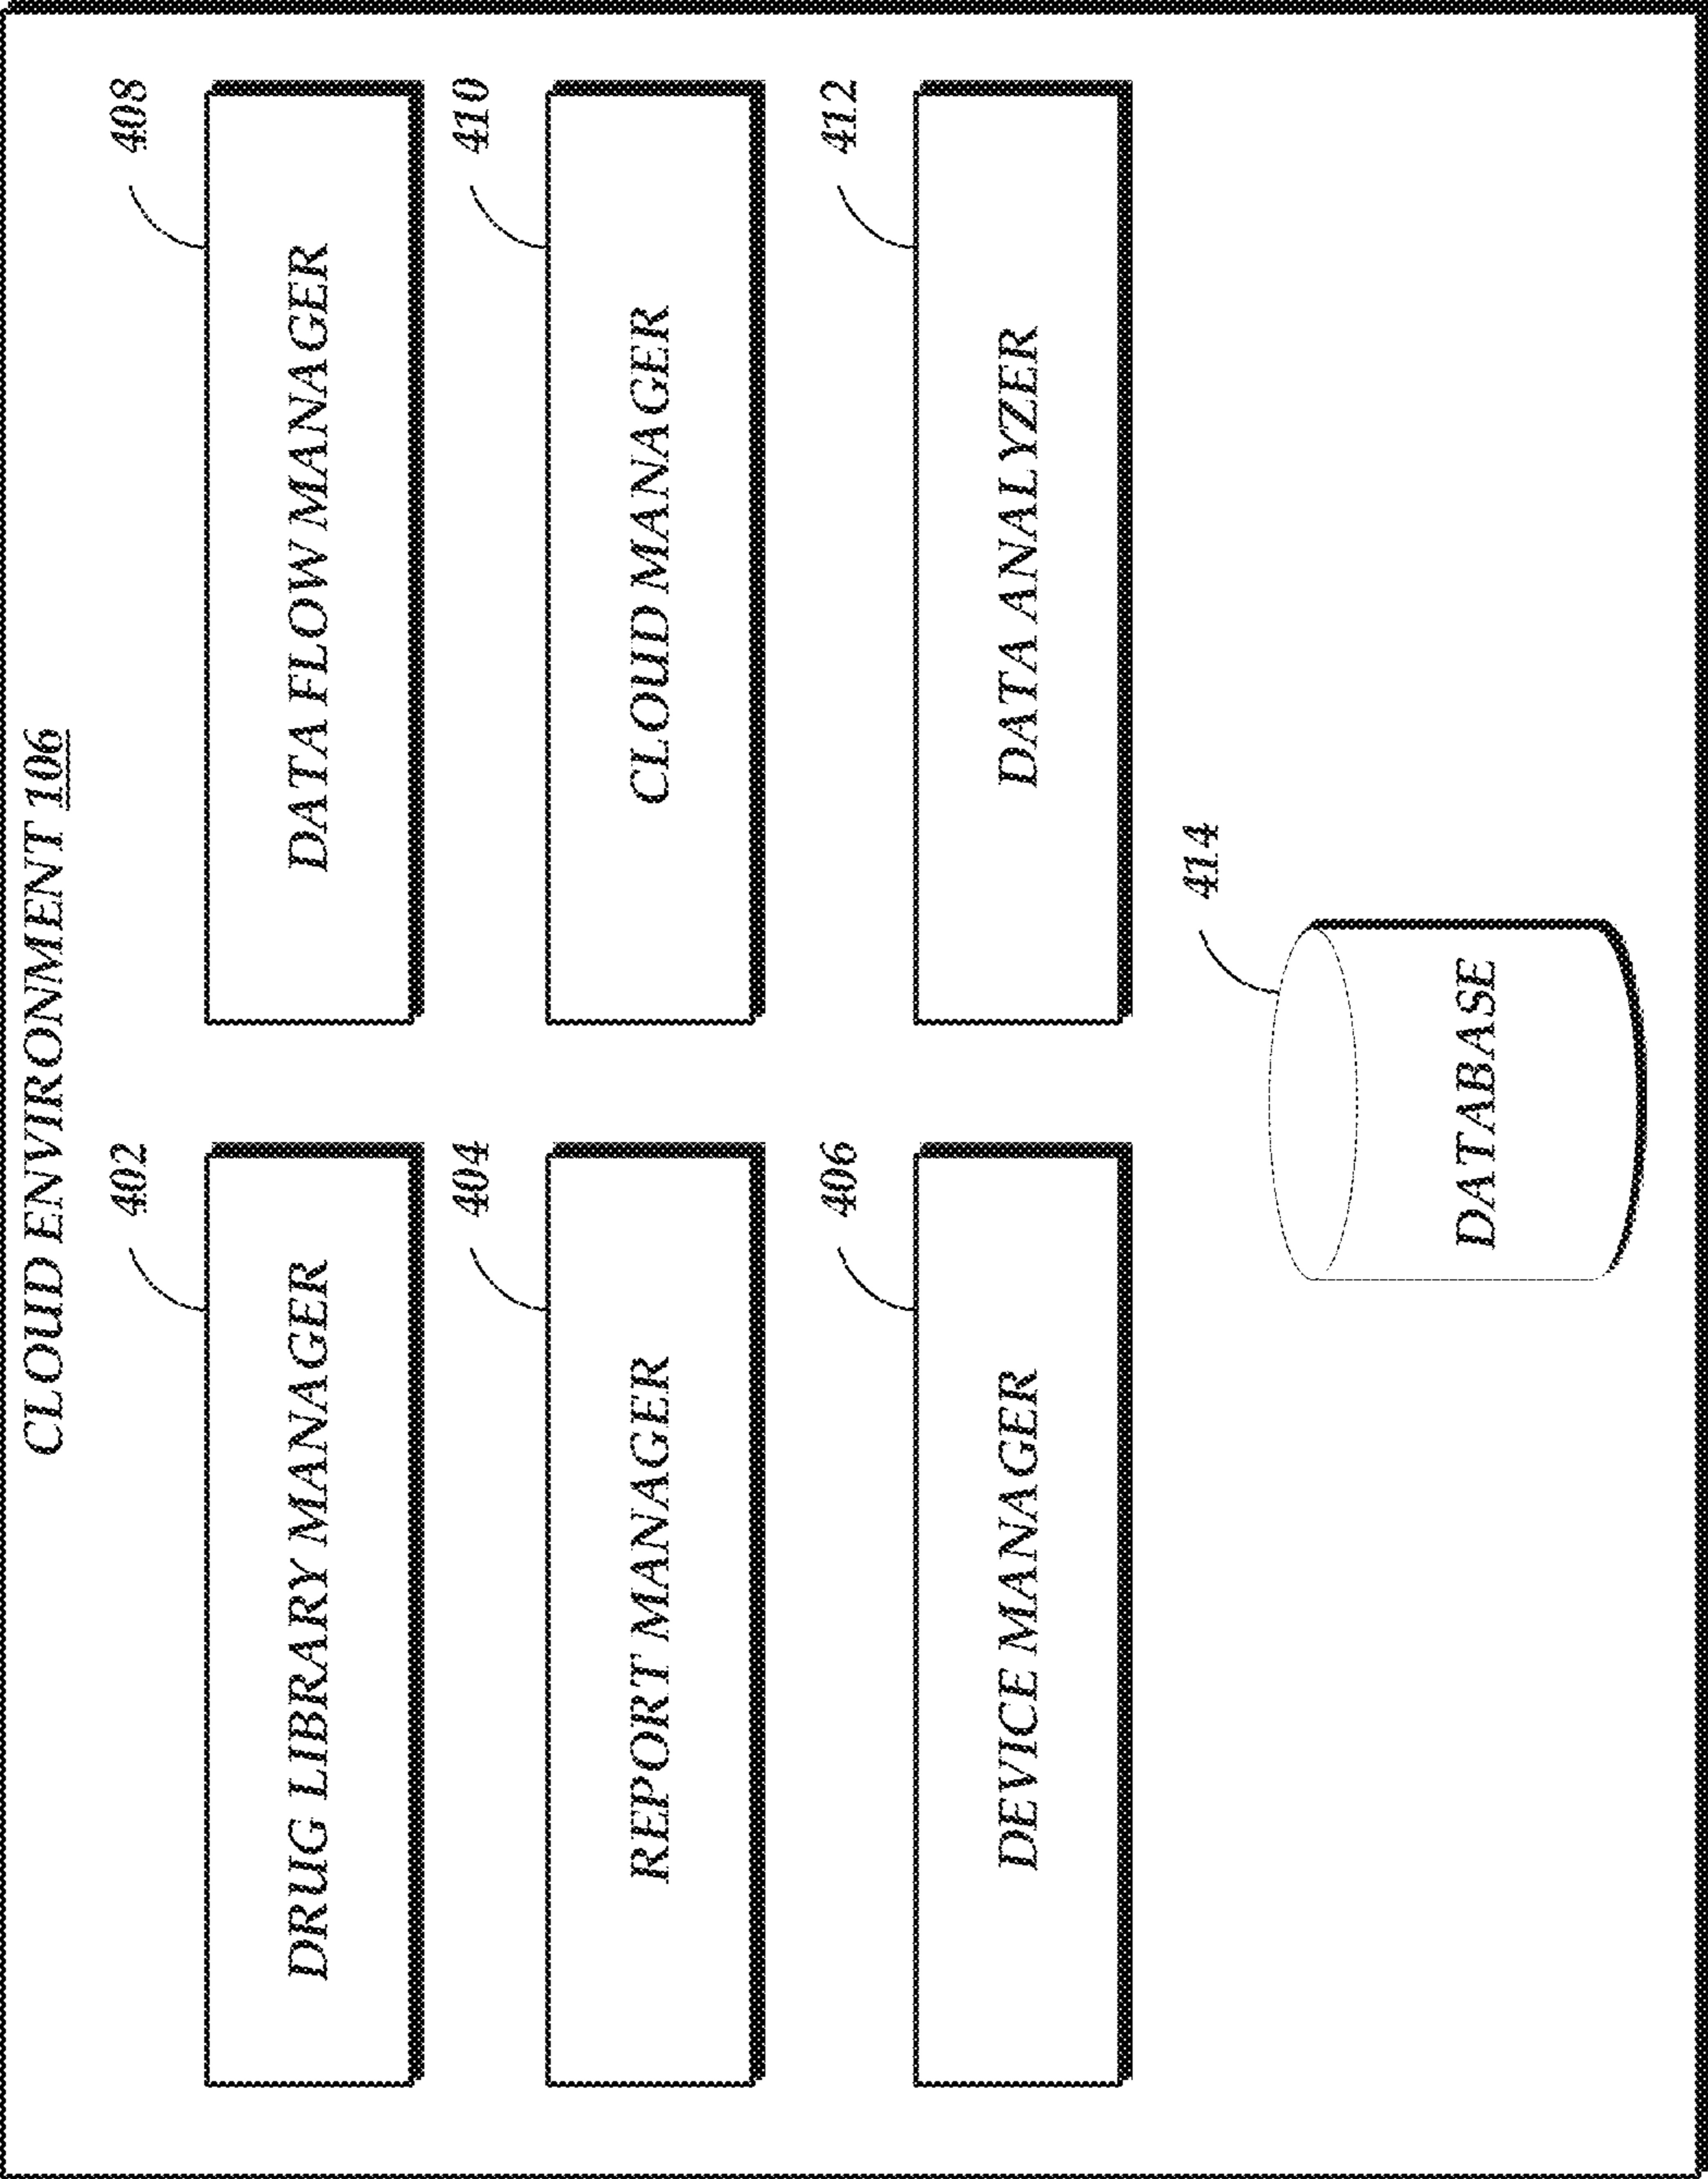 CLOUD ENVIRONMENT 106
402
DRUG LIBRARY MANAGER
408
DATA FLOW MANAGER
404
REPORT MANAGER
410
CLOUD MANAGER
406
DEVICE MANAGER
412
DATA ANALYZER
414
DATABASE